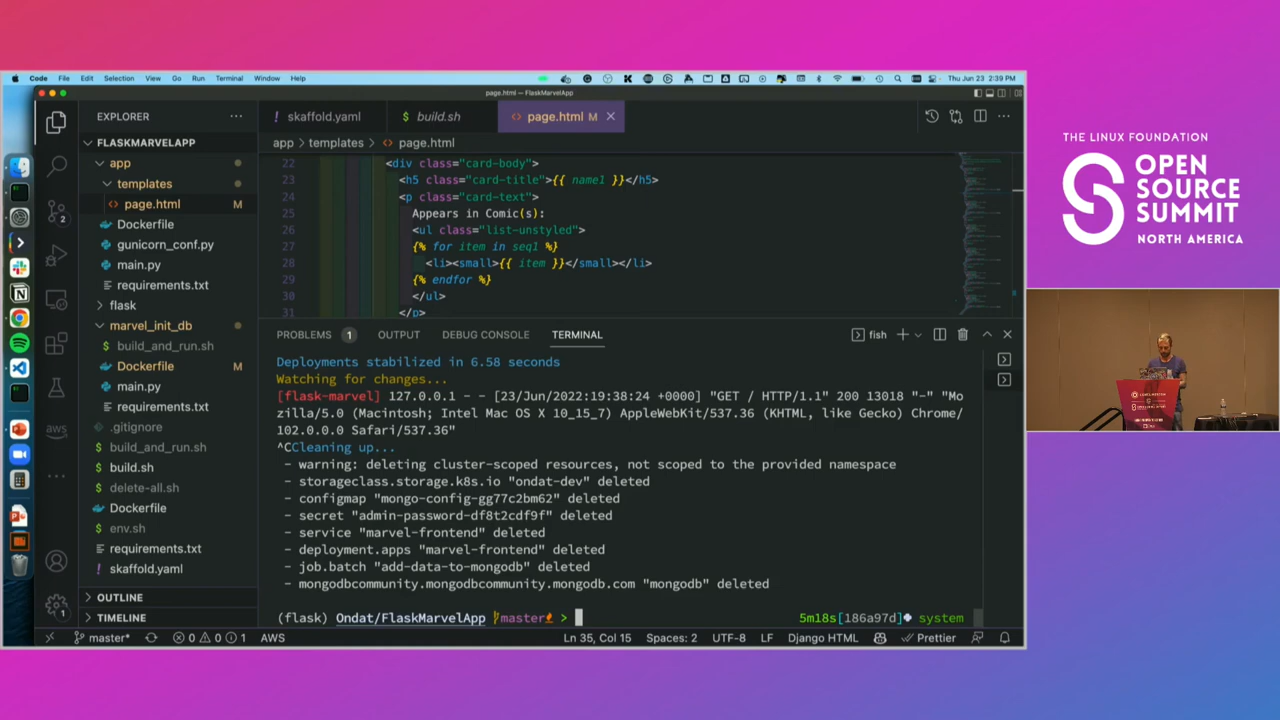 Code File Edit Selection View Go Run Terminal Window Help
Thu Jun 23 2:39 PM
page.html — FlaskMarvelApp
EXPLORER
FLASKMARVELAPP
app
templates
page.html M
Dockerfile
gunicorn_conf.py
main.py
requirements.txt
flask
marvel_init_db
build_and_run.sh
Dockerfile M
main.py
requirements.txt
.gitignore
build_and_run.sh
build.sh
delete-all.sh
Dockerfile
env.sh
requirements.txt
skaffold.yaml
OUTLINE
TIMELINE
2
aws
1
skaffold.yaml
build.sh
page.html M
app > templates > page.html
22 <div class="card-body">
23 <h5 class="card-title">{{ name1 }}</h5>
24 <p class="card-text">
25 Appears in Comic(s):
26 <ul class="list-unstyled">
27 {% for item in seq1 %}
28 <li><small>{{ item }}</small></li>
29 {% endfor %}
30 </ul>
31 </p>
PROBLEMS 1 OUTPUT DEBUG CONSOLE TERMINAL
fish
Deployments stabilized in 6.58 seconds
Watching for changes...
[flask-marvel] 127.0.0.1 - - [23/Jun/2022:19:38:24 +0000] "GET / HTTP/1.1" 200 13018 "-" "Mo
zilla/5.0 (Macintosh; Intel Mac OS X 10_15_7) AppleWebKit/537.36 (KHTML, like Gecko) Chrome/
102.0.0.0 Safari/537.36"
^CCleaning up...
- warning: deleting cluster-scoped resources, not scoped to the provided namespace
- storageclass.storage.k8s.io "ondat-dev" deleted
- configmap "mongo-config-gg77c2bm62" deleted
- secret "admin-password-df8t2cdf9f" deleted
- service "marvel-frontend" deleted
- deployment.apps "marvel-frontend" deleted
- job.batch "add-data-to-mongodb" deleted
- mongodbcommunity.mongodbcommunity.mongodb.com "mongodb" deleted
(flask) Ondat/FlaskMarvelApp master > 5m18s[186a97d] system
master* 0 0 1 AWS Ln 35, Col 15 Spaces: 2 UTF-8 LF Django HTML Prettier
THE LINUX FOUNDATION
OPEN
SOURCE
SUMMIT
NORTH AMERICA